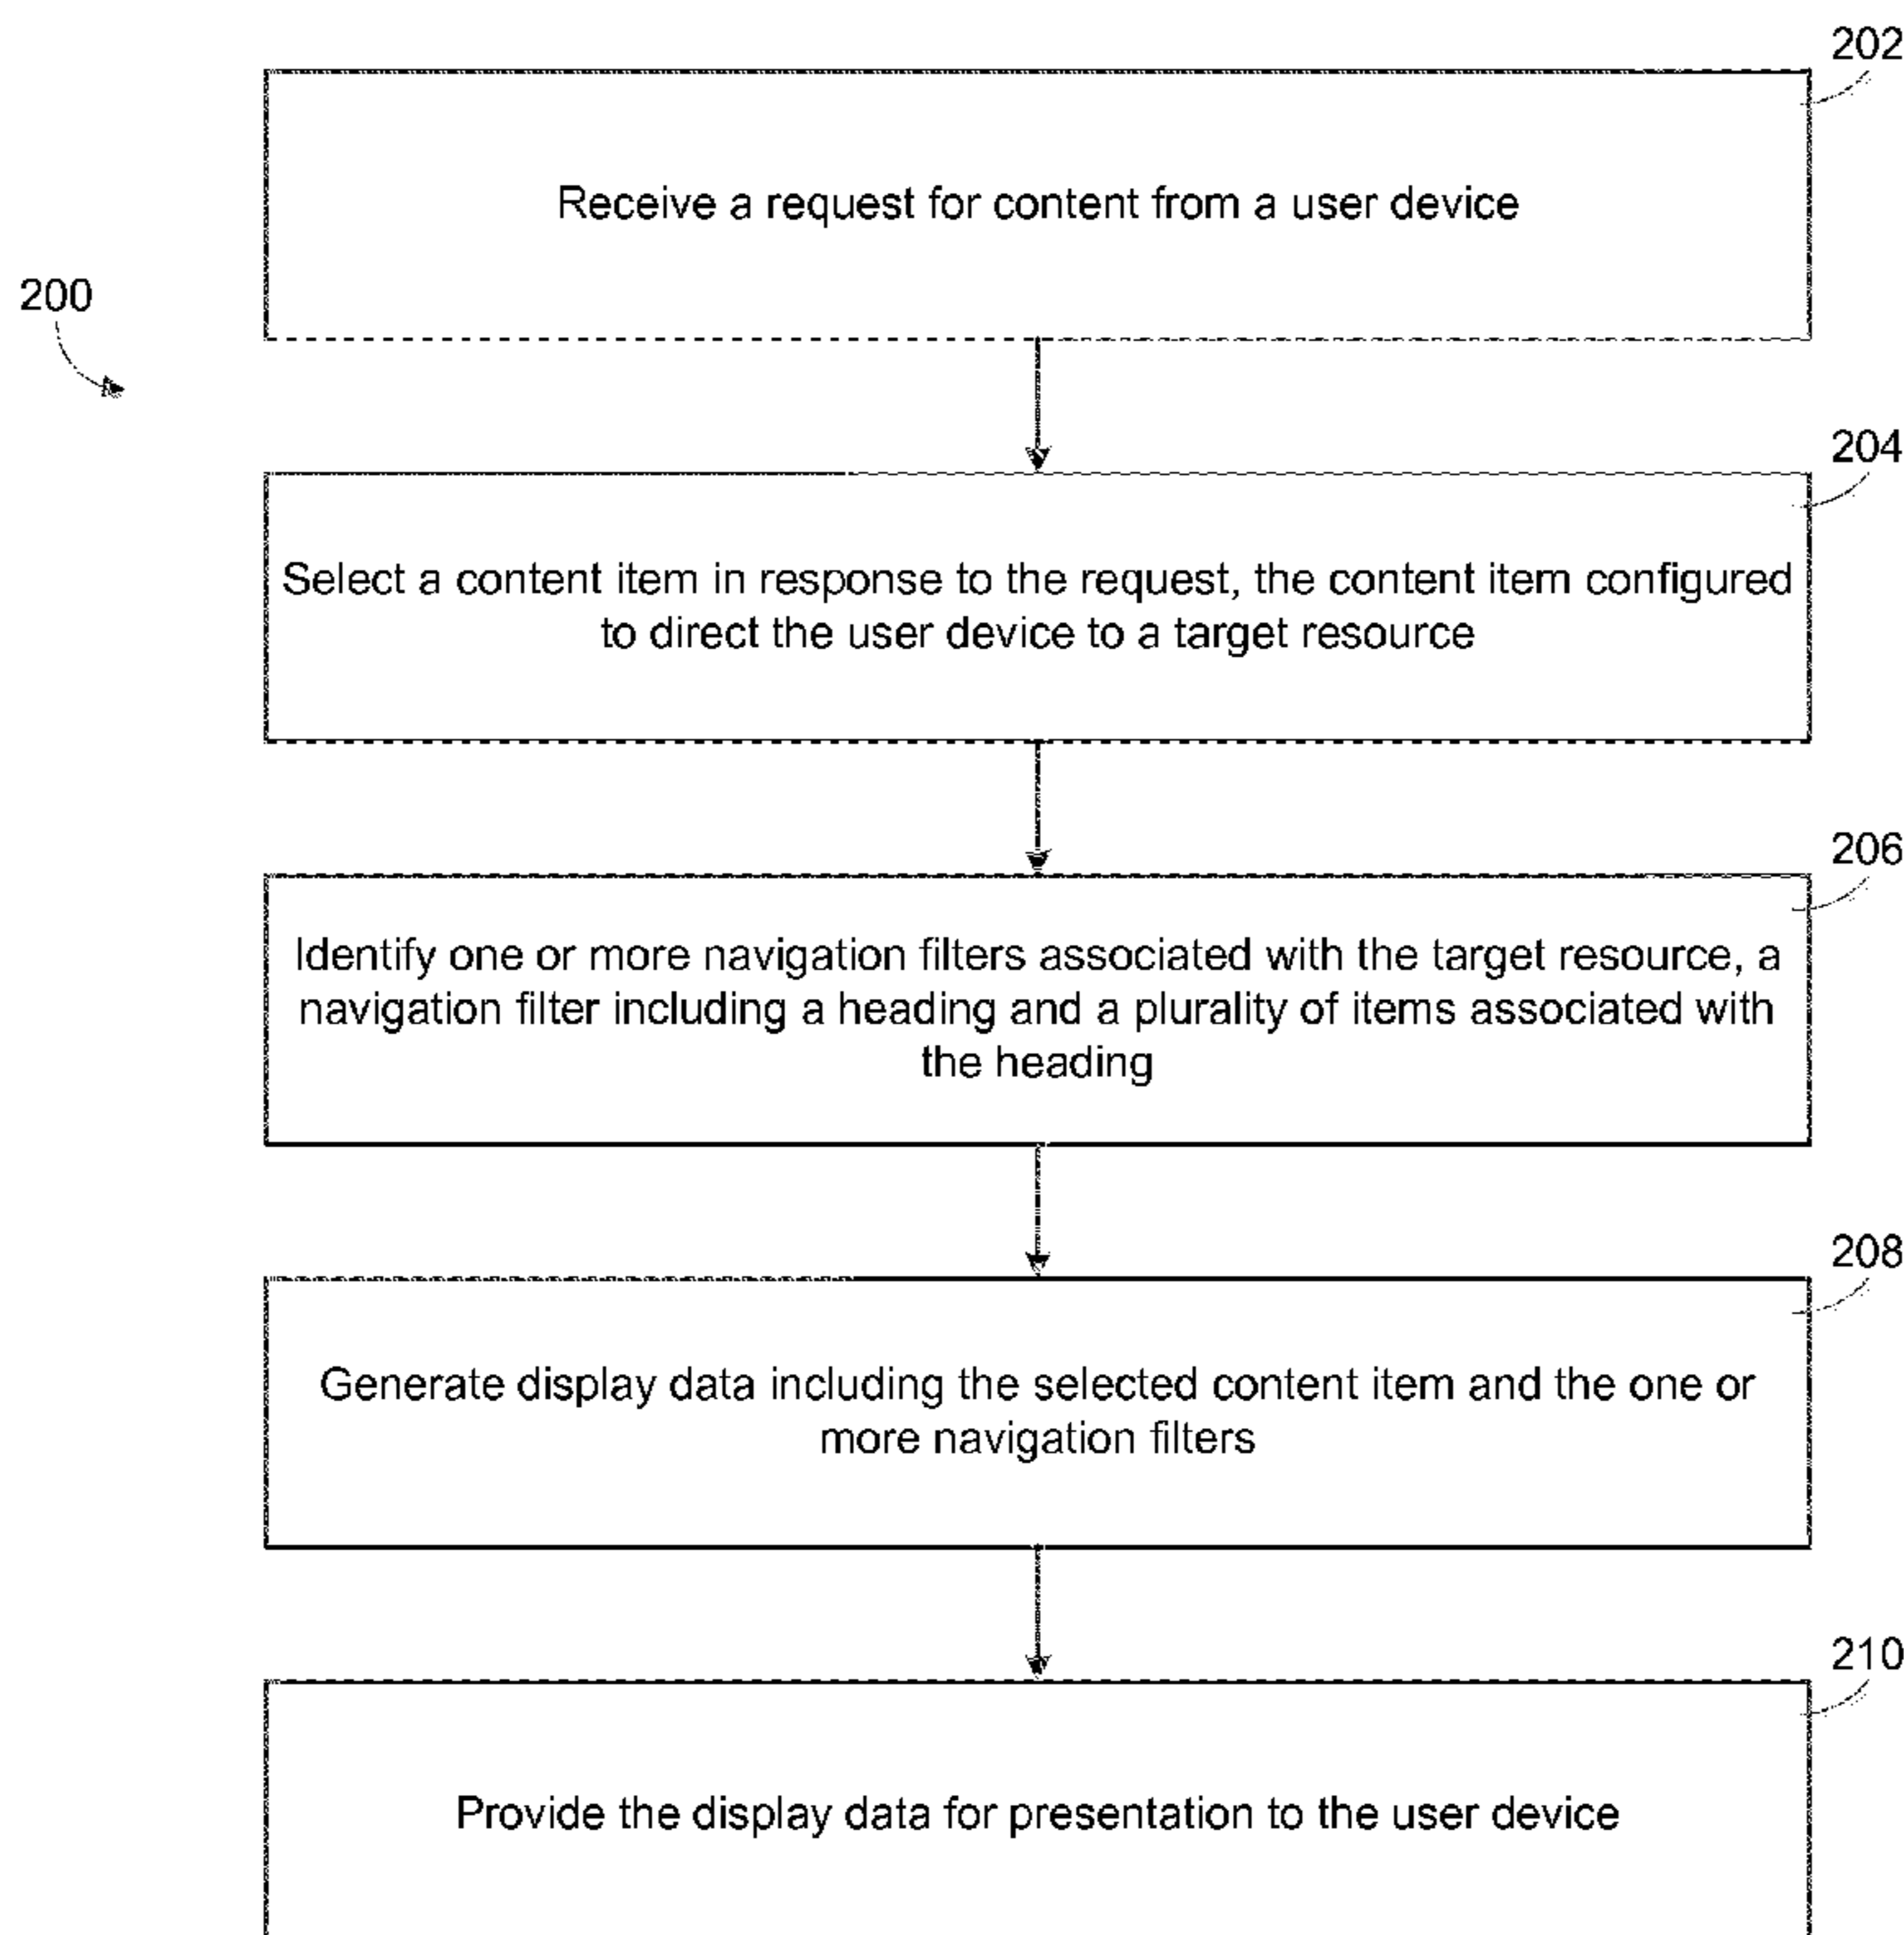 202
Receive a request for content from a user device
200
204
Select a content item in response to the request, the content item configured
to direct the user device to a target resource
206
Identify one or more navigation filters associated with the target resource, a
navigation filter including a heading and a plurality of items associated with
the heading
208
Generate display data including the selected content item and the one or
more navigation filters
210
Provide the display data for presentation to the user device